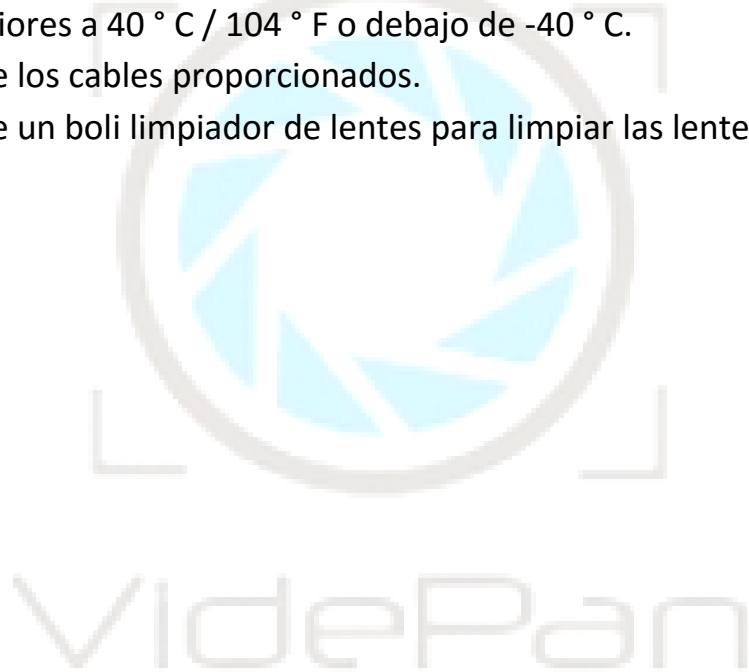 iores a 40 ° C / 104 ° F o debajo de -40 ° C.
e los cables proporcionados.
e un boli limpiador de lentes para limpiar las lente
VidePan